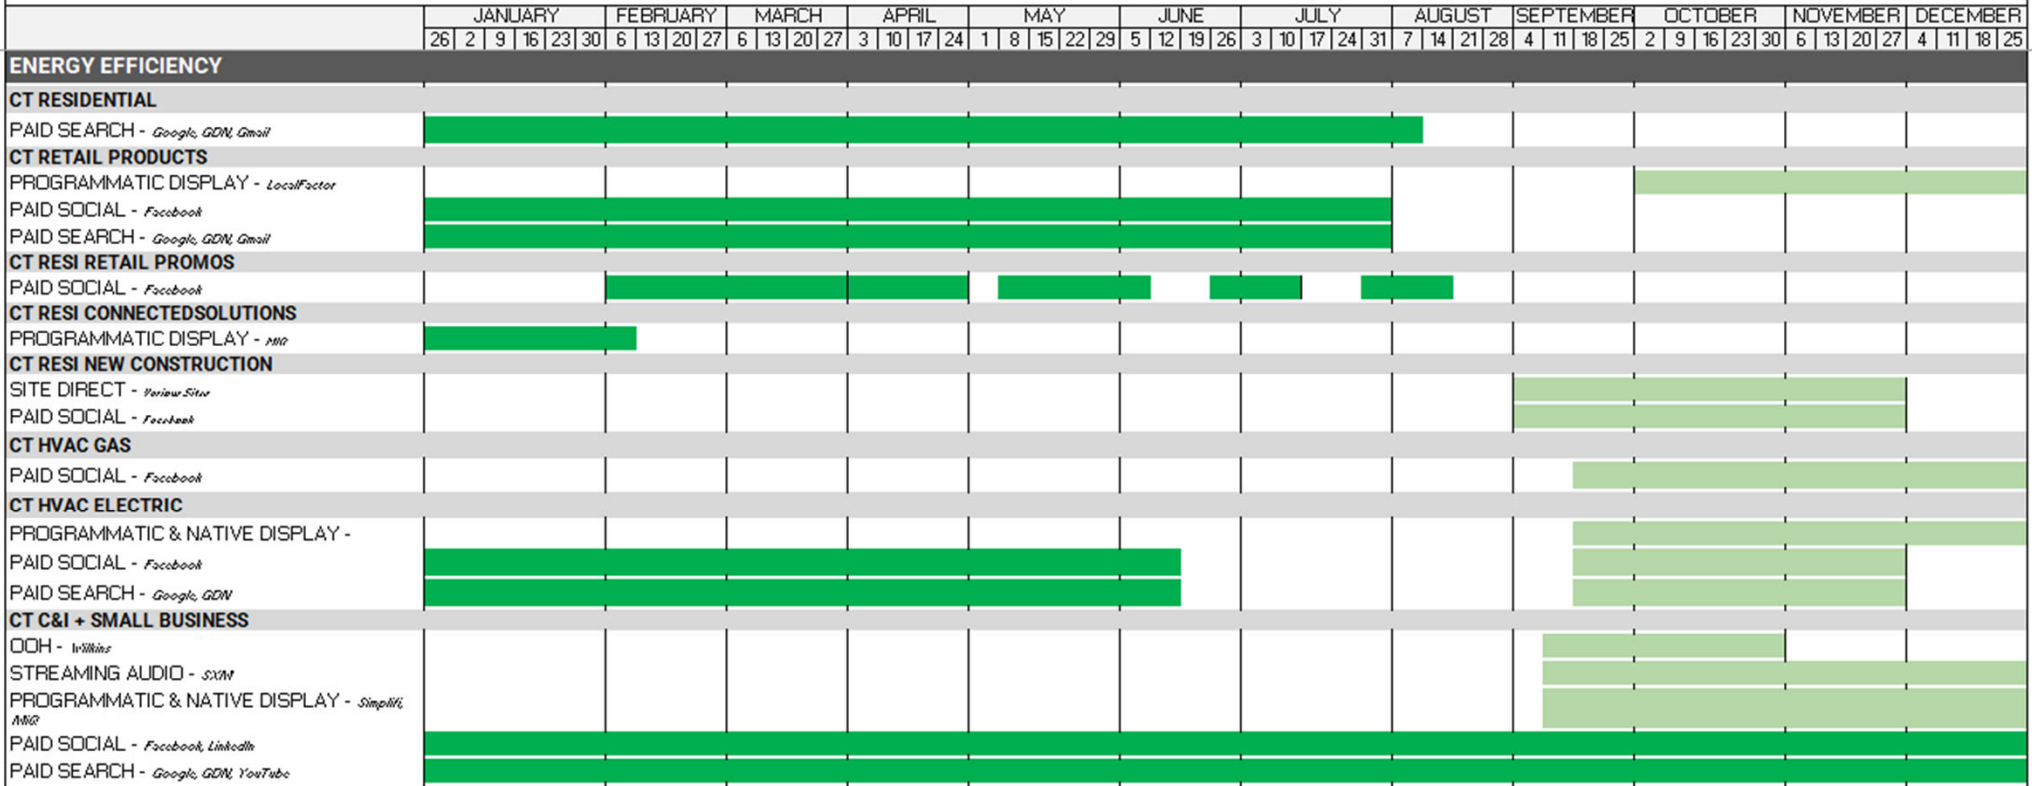 JANUARY FEBRUARY MARCH APRIL MAY JUNE JULY AUGUST SEPTEMBER OCTOBER NOVEMBER DECEMBER
26 2 9 16 23 30 6 13 20 27 6 13 20 27 3 10 17 24 1 8 15 22 29 5 12 19 26 3 10 17 24 31 7 14 21 28 4 11 18 25 2 9 16 23 30 6 13 20 27 4 11 18 25
ENERGY EFFICIENCY
CT RESIDENTIAL
PAID SEARCH - Google, GDN, Gmail
CT RETAIL PRODUCTS
PROGRAMMATIC DISPLAY - LocalFactor
PAID SOCIAL - Facebook
PAID SEARCH - Google, GDN, Gmail
CT RESI RETAIL PROMOS
PAID SOCIAL - Facebook
CT RESI CONNECTEDSOLUTIONS
PROGRAMMATIC DISPLAY - MIQ
CT RESI NEW CONSTRUCTION
SITE DIRECT - Various Sites
PAID SOCIAL - Facebook
CT HVAC GAS
PAID SOCIAL - Facebook
CT HVAC ELECTRIC
PROGRAMMATIC & NATIVE DISPLAY -
PAID SOCIAL - Facebook
PAID SEARCH - Google, GDN
CT C&I + SMALL BUSINESS
OOH - Wilkins
STREAMING AUDIO - SXM
PROGRAMMATIC & NATIVE DISPLAY - Simplifi,
MiQ
PAID SOCIAL - Facebook, LinkedIn
PAID SEARCH - Google, GDN, YouTube